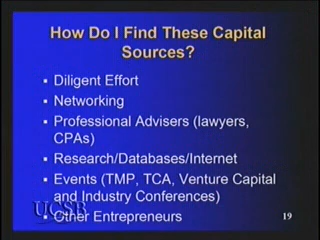 How Do I Find These Capital
Sources?
▪ Diligent Effort
▪ Networking
▪ Professional Advisers (lawyers,
CPAs)
▪ Research/Databases/Internet
▪ Events (TMP, TCA, Venture Capital
and Industry Conferences)
▪ Other Entrepreneurs
UCSB
19